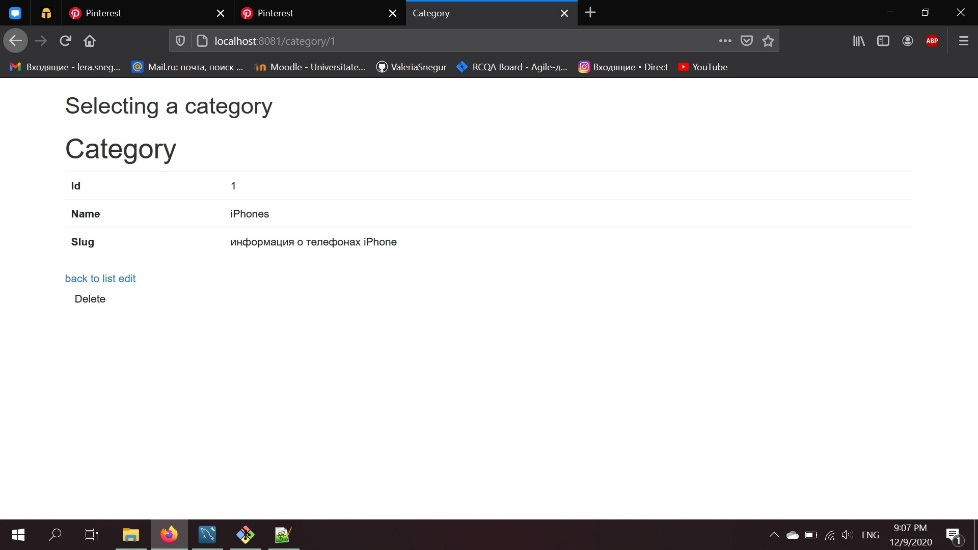 Pinterest
Pinterest
Category
localhost:8081/category/1
ABP
Входящие - lera.sneg...
Mail.ru: почта, поиск ...
Moodle - Universitate...
ValeriaSnegur
RCQA Board - Agile-д...
Входящие • Direct
YouTube
Selecting a category
Category
Id 1
Name iPhones
Slug информация о телефонах iPhone
back to list edit
Delete
ENG
9:07 PM
12/9/2020
1